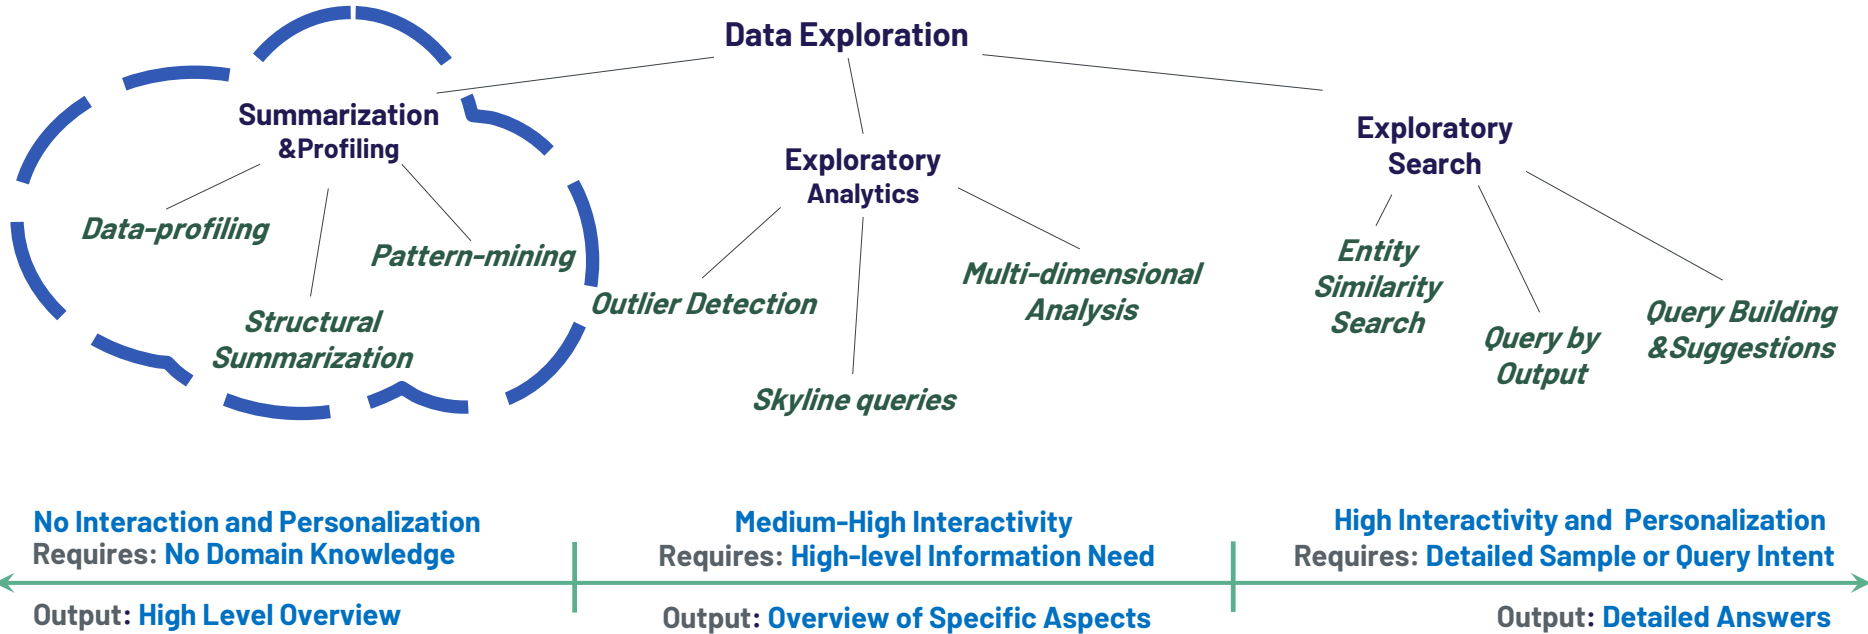 Data Exploration
Summarization
&Profiling
Data-profiling
Structural
Summarization
Pattern-mining
Exploratory
Analytics
Outlier Detection
Skyline queries
Multi-dimensional
Analysis
Exploratory
Search
Entity
Similarity
Search
Query by
Output
Query Building
&Suggestions
No Interaction and Personalization
Requires: No Domain Knowledge
Output: High Level Overview
Medium-High Interactivity
Requires: High-level Information Need
Output: Overview of Specific Aspects
High Interactivity and Personalization
Requires: Detailed Sample or Query Intent
Output: Detailed Answers